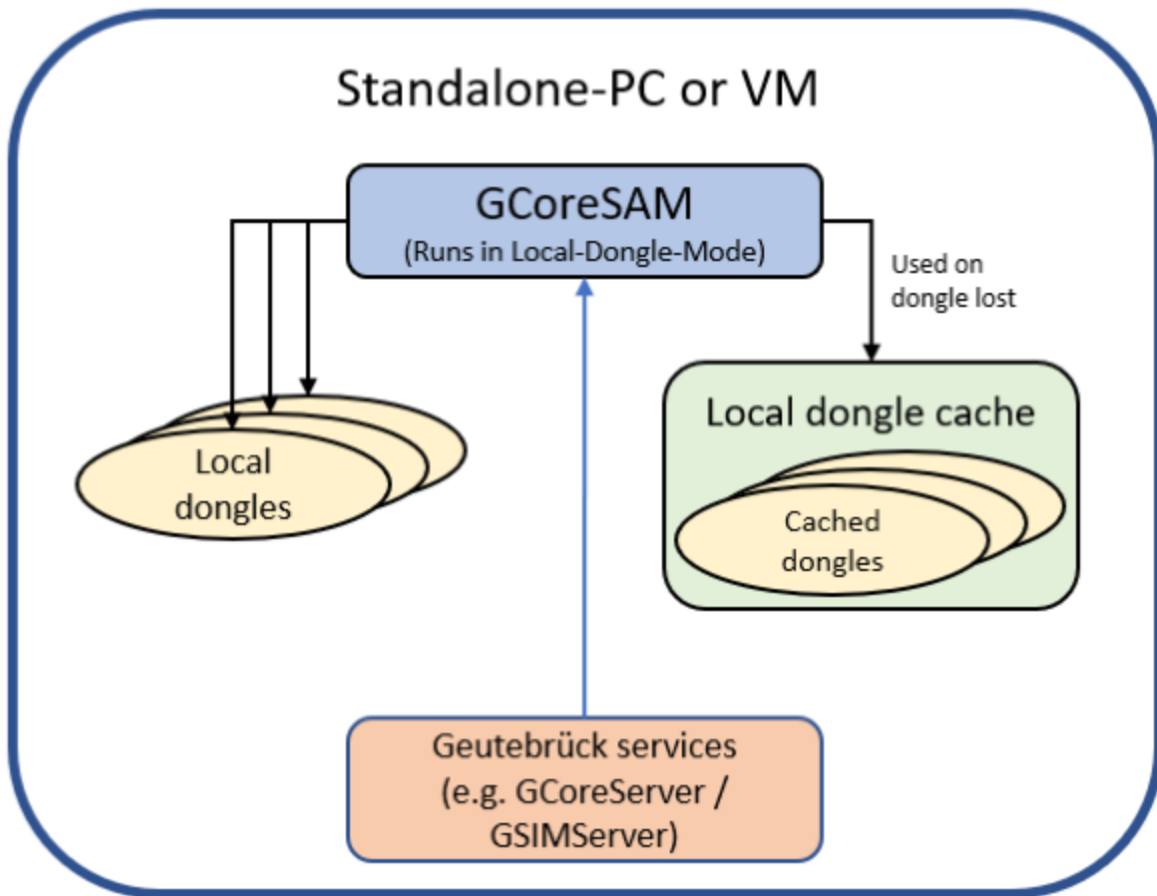 Standalone-PC or VM
GCoreSAM
(Runs in Local-Dongle-Mode)
Used on
dongle lost
Local
dongles
Local dongle cache
Cached
dongles
Geutebrück services
(e.g. GCoreServer /
GSIMServer)